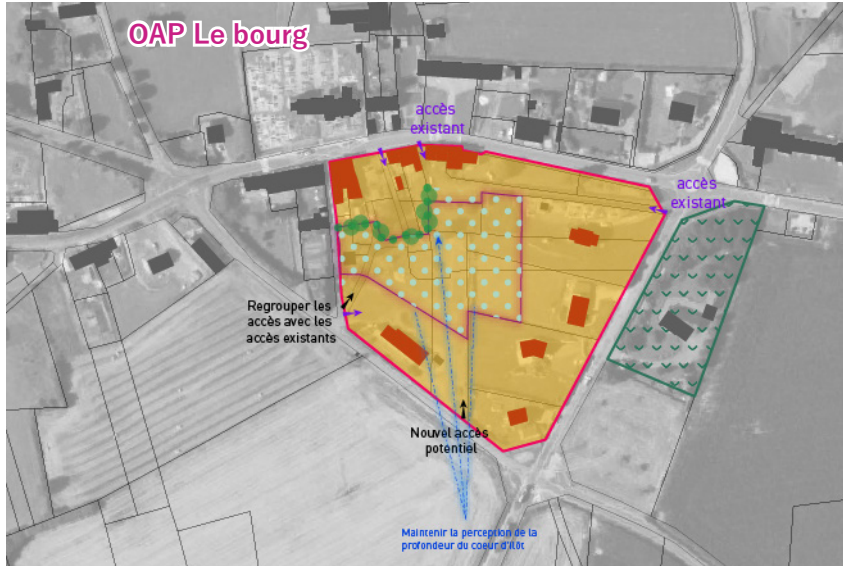 OAP Le bourg
accès
existant
accès
existant
Regrouper les
accès avec les
accès existants
Nouvel accès
potentiel
Maintenir la perception de la
profondeur du coeur d'îlôt